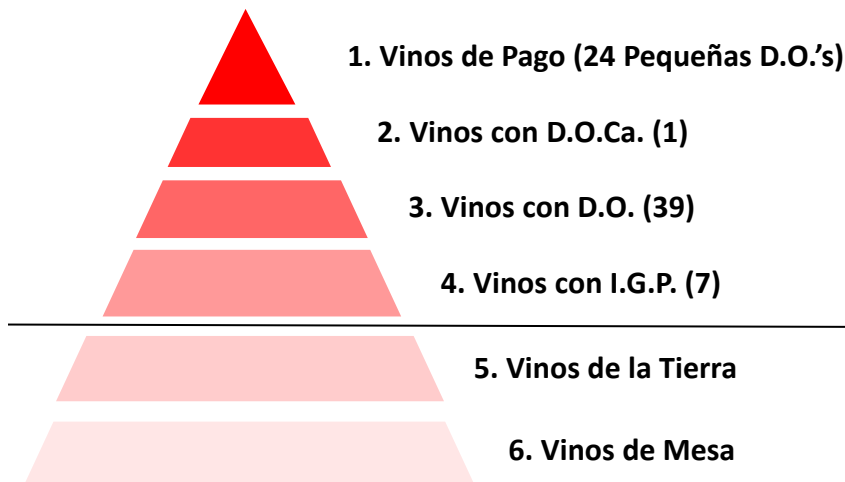 1. Vinos de Pago (24 Pequeñas D.O.’s)
2. Vinos con D.O.Ca. (1)
3. Vinos con D.O. (39)
4. Vinos con I.G.P. (7)
5. Vinos de la Tierra
6. Vinos de Mesa